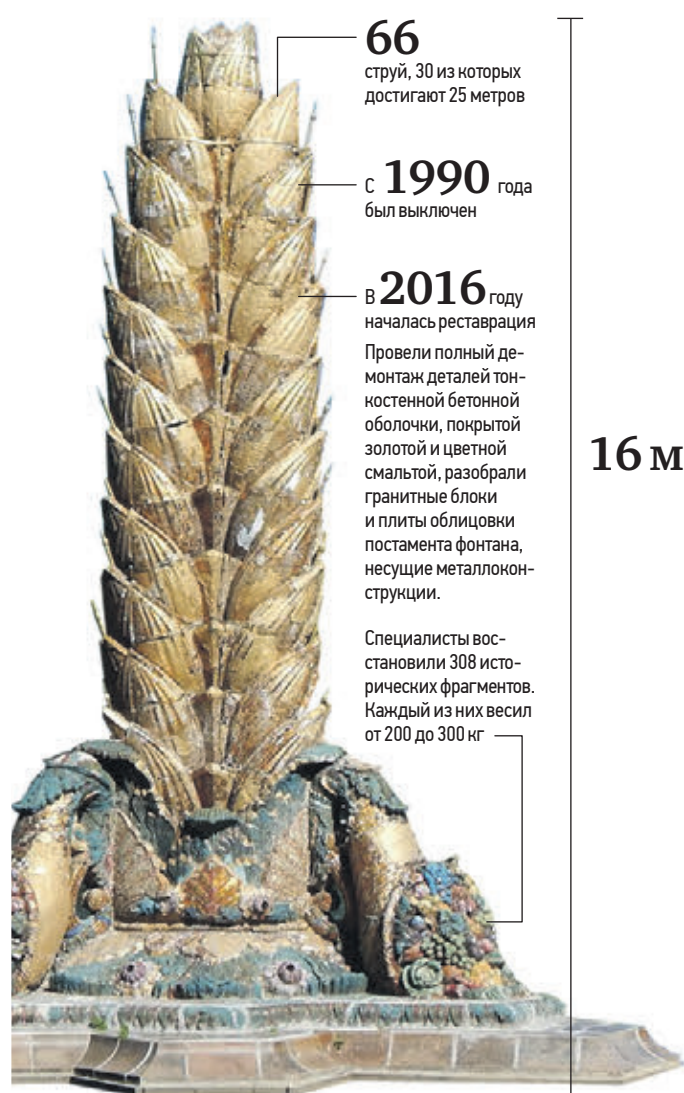 66
струй, 30 из которых
достигают 25 метров
С 1990 года
был выключен
В 2016 году
началась реставрация
Провели полный де-
монтаж деталей тон-
костенной бетонной
оболочки, покрытой
золотой и цветной
смальтой, разобрали
гранитные блоки
и плиты облицовки
постамента фонтана,
несущие металлокон-
струкции.
Специалисты вос-
становили 308 исто-
рических фрагментов.
Каждый из них весил
от 200 до 300 кг
16 м